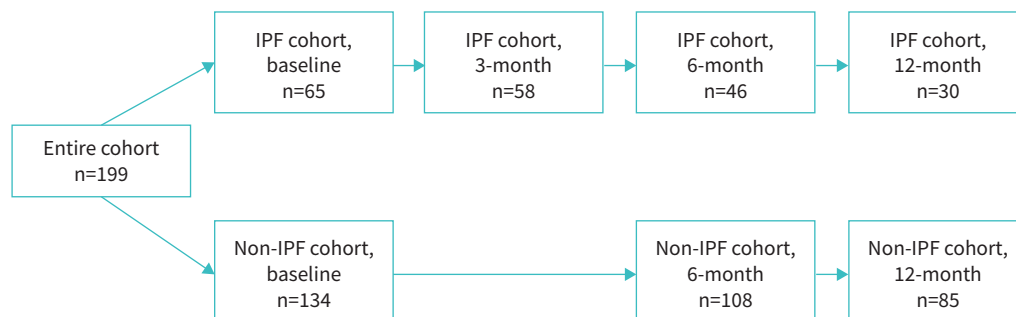 IPF cohort,
baseline
n=65
IPF cohort,
3-month
n=58
IPF cohort,
6-month
n=46
IPF cohort,
12-month
n=30
Entire cohort
n=199
Non-IPF cohort,
baseline
n=134
Non-IPF cohort,
6-month
n=108
Non-IPF cohort,
12-month
n=85